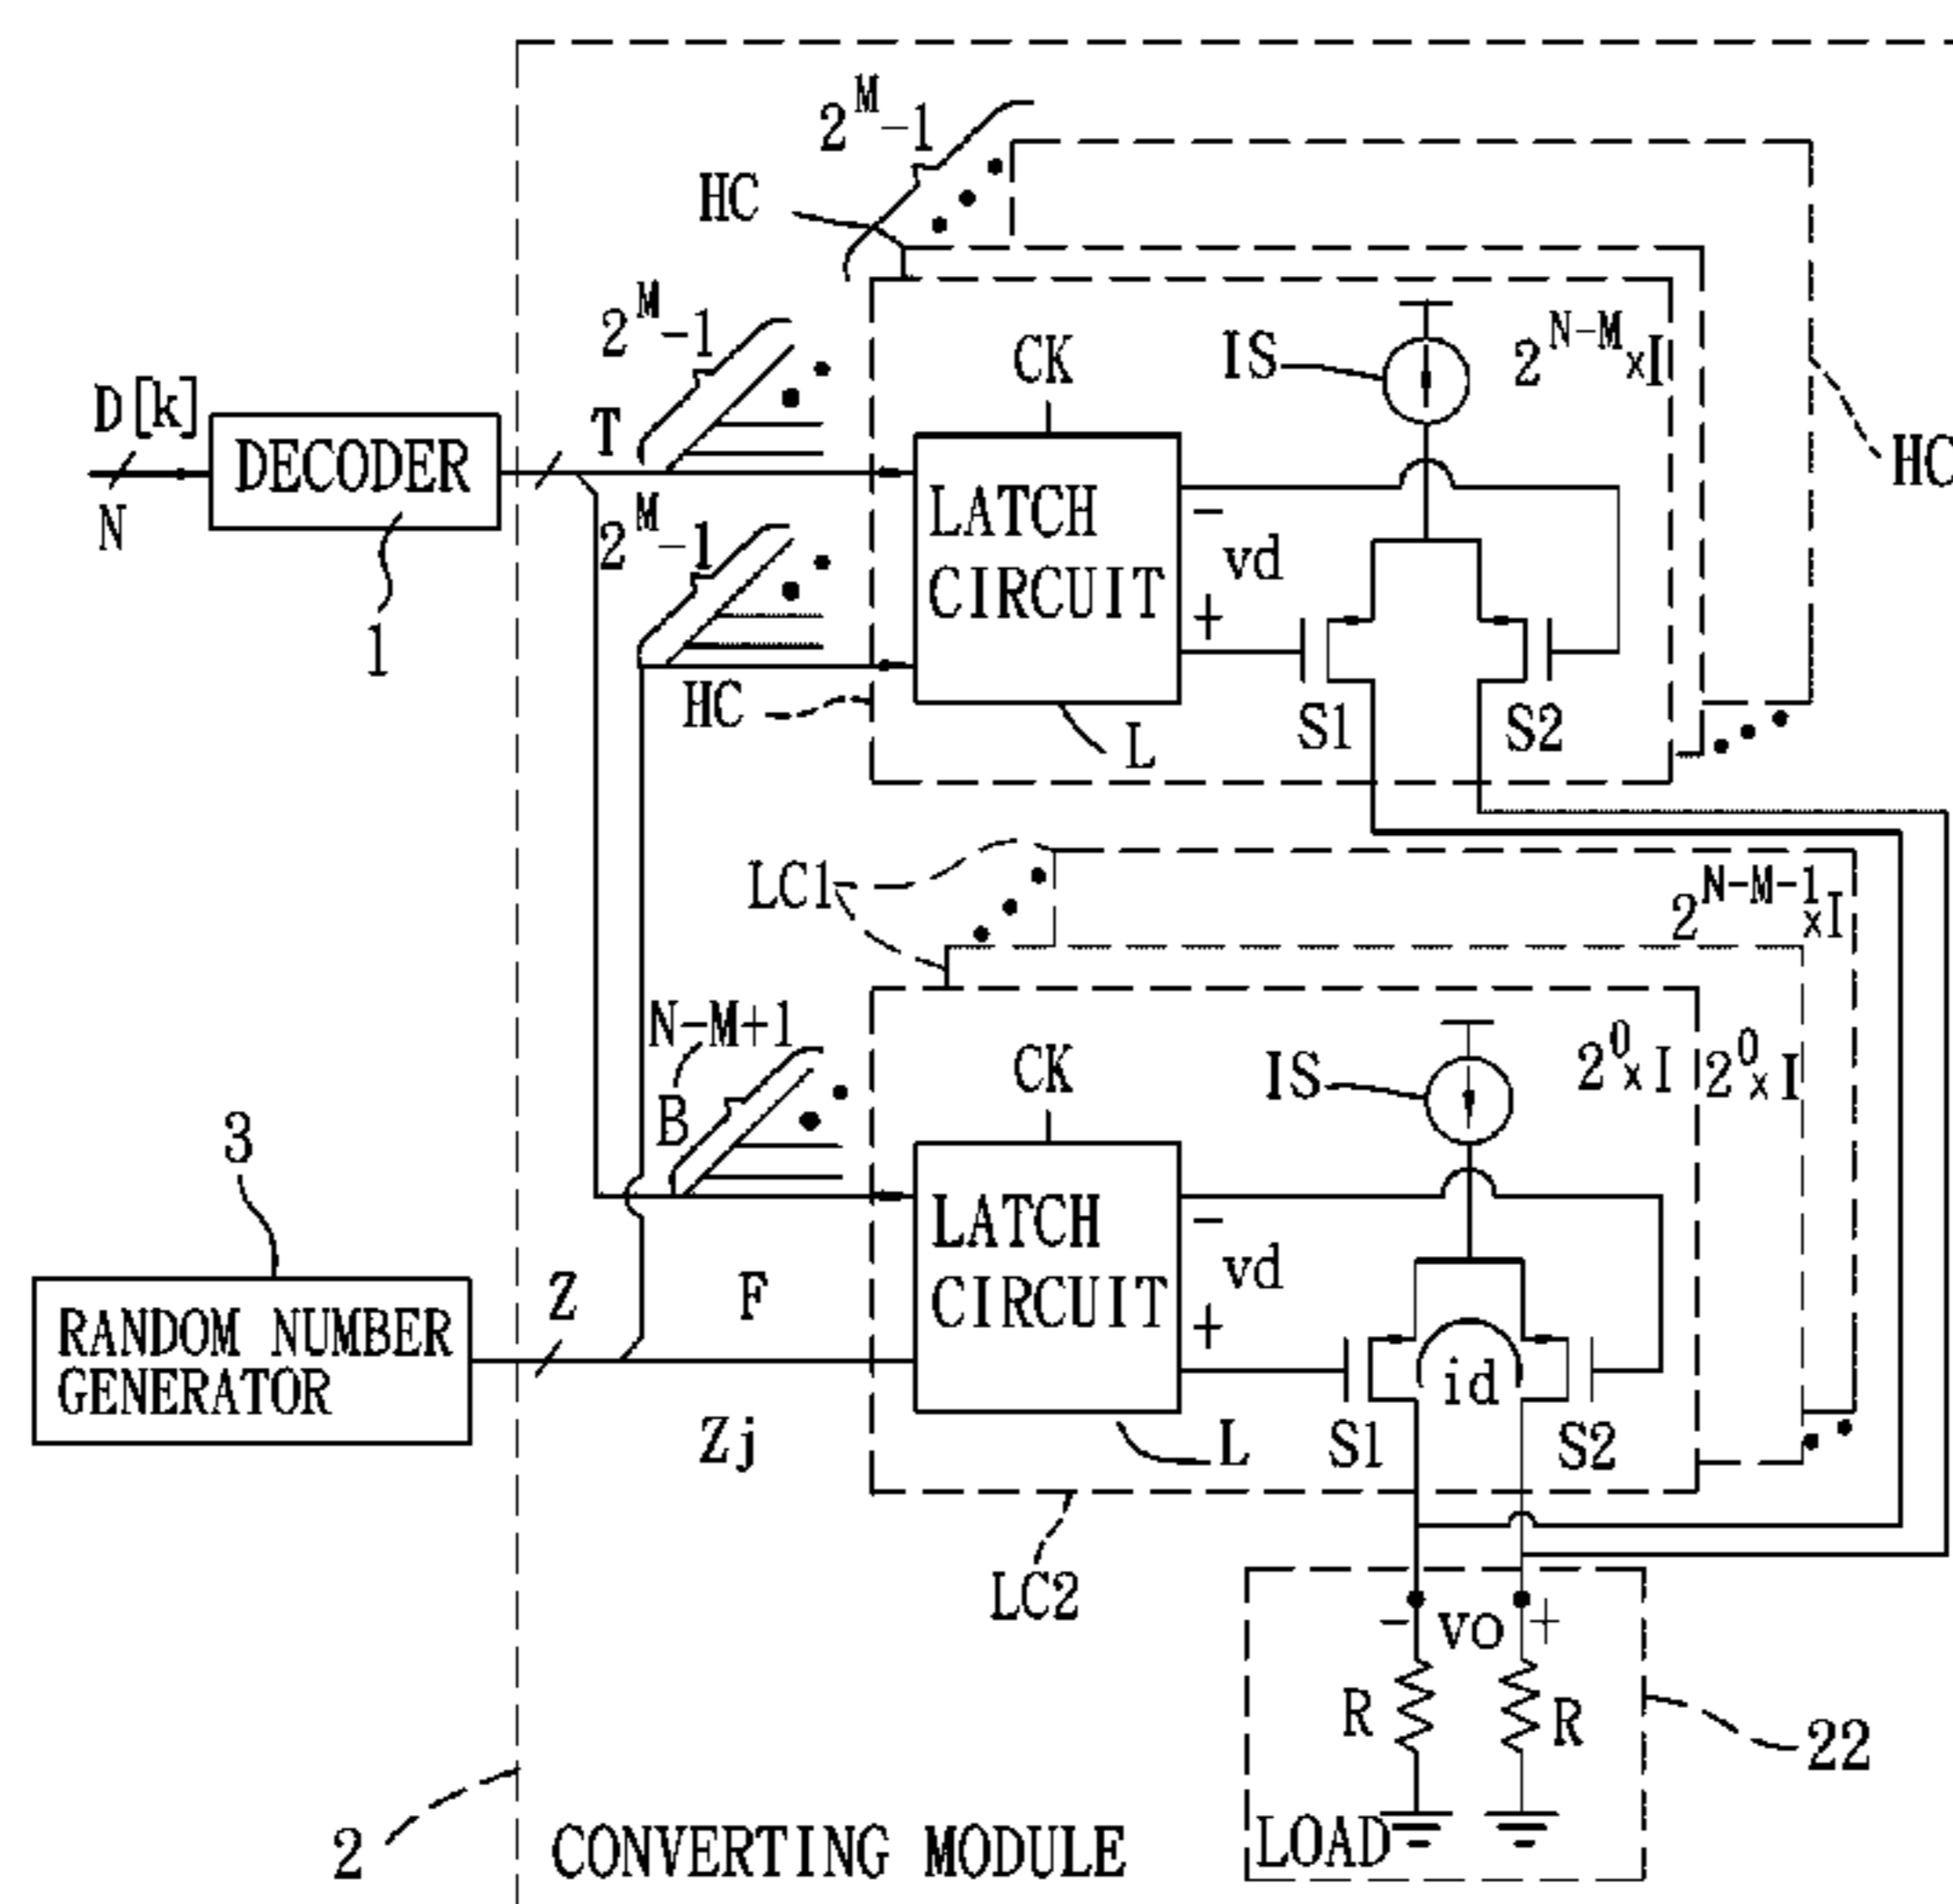 2^M-1
HC
2^M-1
CK
IS
2^N-M xI
D[k]
DECODER
T
HC
N
2^M-1
LATCH
CIRCUIT
-
vd
+
1
HC
L
S1
S2
LC1
2^N-M-1 xI
N-M+1
CK
IS
2^0 x I
2^0 x I
B
3
LATCH
CIRCUIT
-
vd
+
Z
F
RANDOM NUMBER
GENERATOR
id
Zj
L
S1
S2
LC2
- vo +
R
R
22
2
CONVERTING MODULE
LOAD